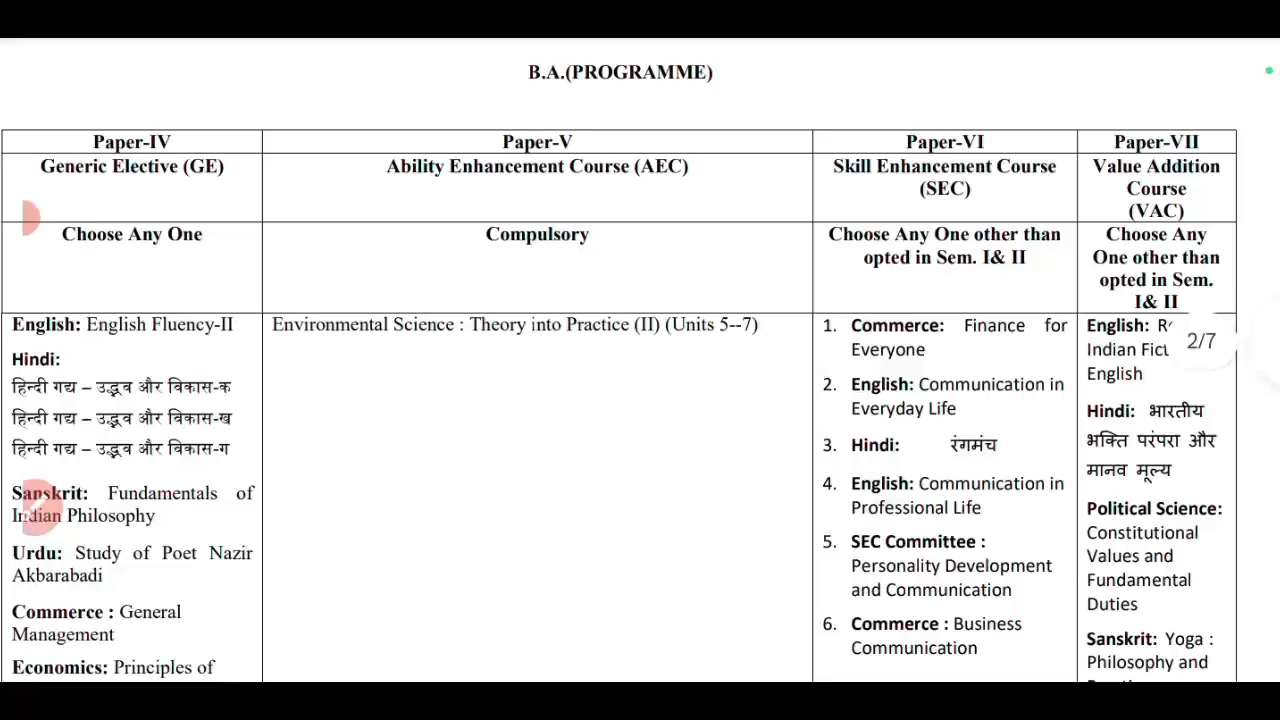 B.A.(PROGRAMME)
Paper-IV
Paper-V
Paper-VI
Paper-VII
Generic Elective (GE)
Ability Enhancement Course (AEC)
Skill Enhancement Course
(SEC)
Value Addition
Course
(VAC)
Choose Any One
Compulsory
Choose Any One other than
opted in Sem. I& II
Choose Any
One other than
opted in Sem.
I& II
English: English Fluency-II
Hindi:
हिन्दी गद्य – उद्भव और विकास-क
हिन्दी गद्य – उद्भव और विकास-ख
हिन्दी गद्य – उद्भव और विकास-ग
Sanskrit: Fundamentals of
Indian Philosophy
Urdu: Study of Poet Nazir
Akbarabadi
Commerce : General
Management
Economics: Principles of
Environmental Science : Theory into Practice (II) (Units 5--7)
1. Commerce: Finance for
Everyone
2. English: Communication in
Everyday Life
3. Hindi: रंगमंच
4. English: Communication in
Professional Life
5. SEC Committee :
Personality Development
and Communication
6. Commerce : Business
Communication
English:
Indian
English
Hindi: भारतीय
भक्ति परंपरा और
मानव मूल्य
Political Science:
Constitutional
Values and
Fundamental
Duties
Sanskrit: Yoga :
Philosophy and
2/7